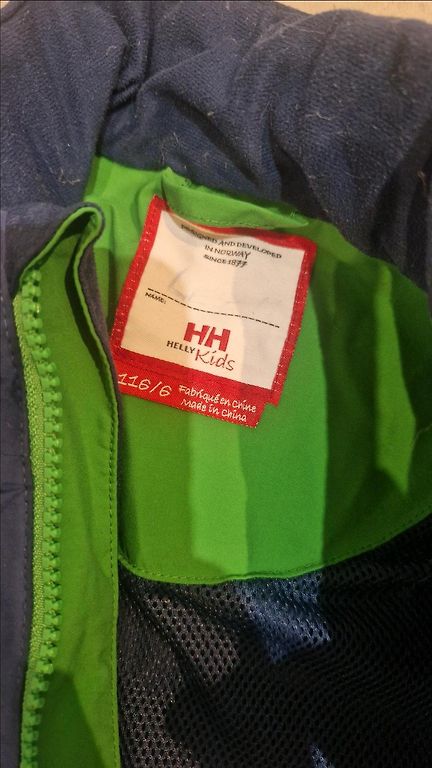 DESIGNED AND DEVELOPED
IN NORWAY
SINCE 1877
NAME:
HH
HELLY Kids
116/6 Fabriqué en Chine
Made in China